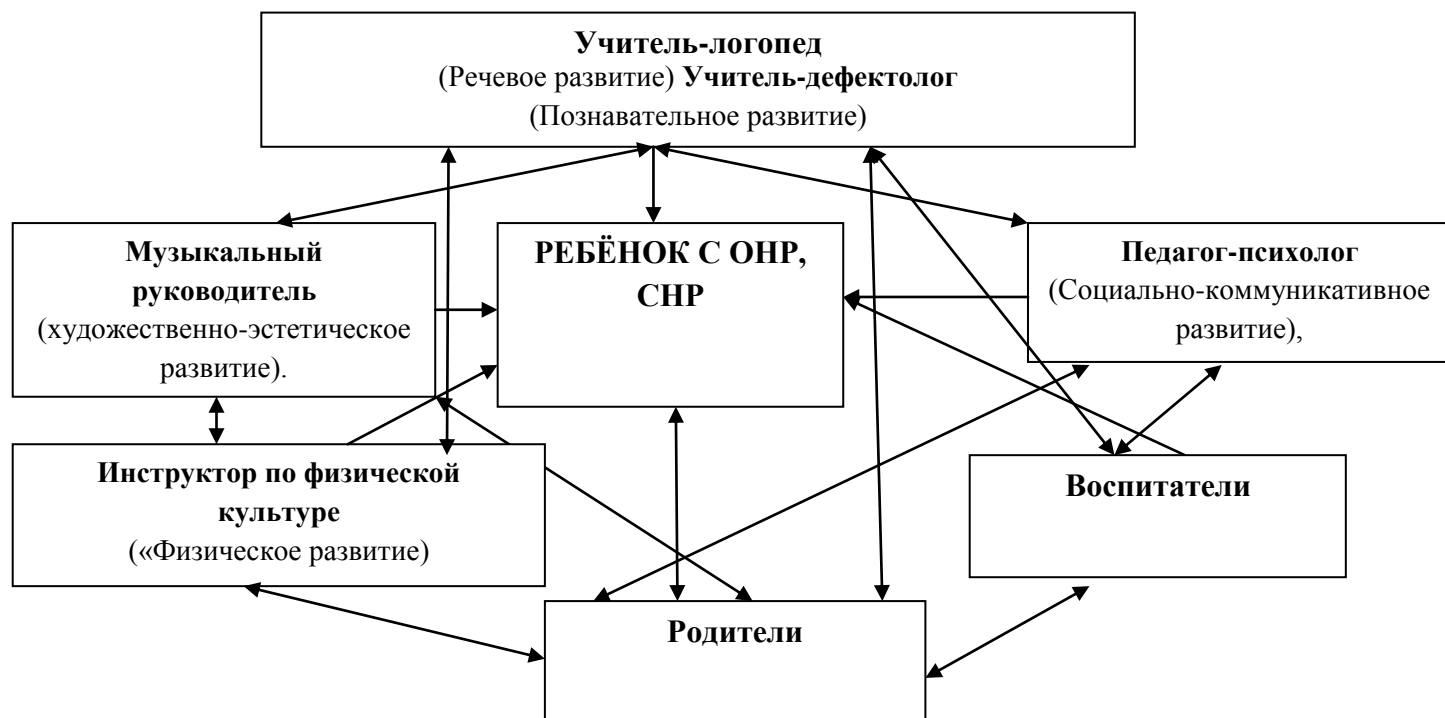 Учитель-логопед
(Речевое развитие) Учитель-дефектолог
(Познавательное развитие)
Музыкальный
руководитель
(художественно-эстетическое
развитие).
РЕБЁНОК С ОНР,
СНР
Педагог-психолог
(Социально-коммуникативное
развитие),
Инструктор по физической
культуре
(«Физическое развитие)
Воспитатели
Родители